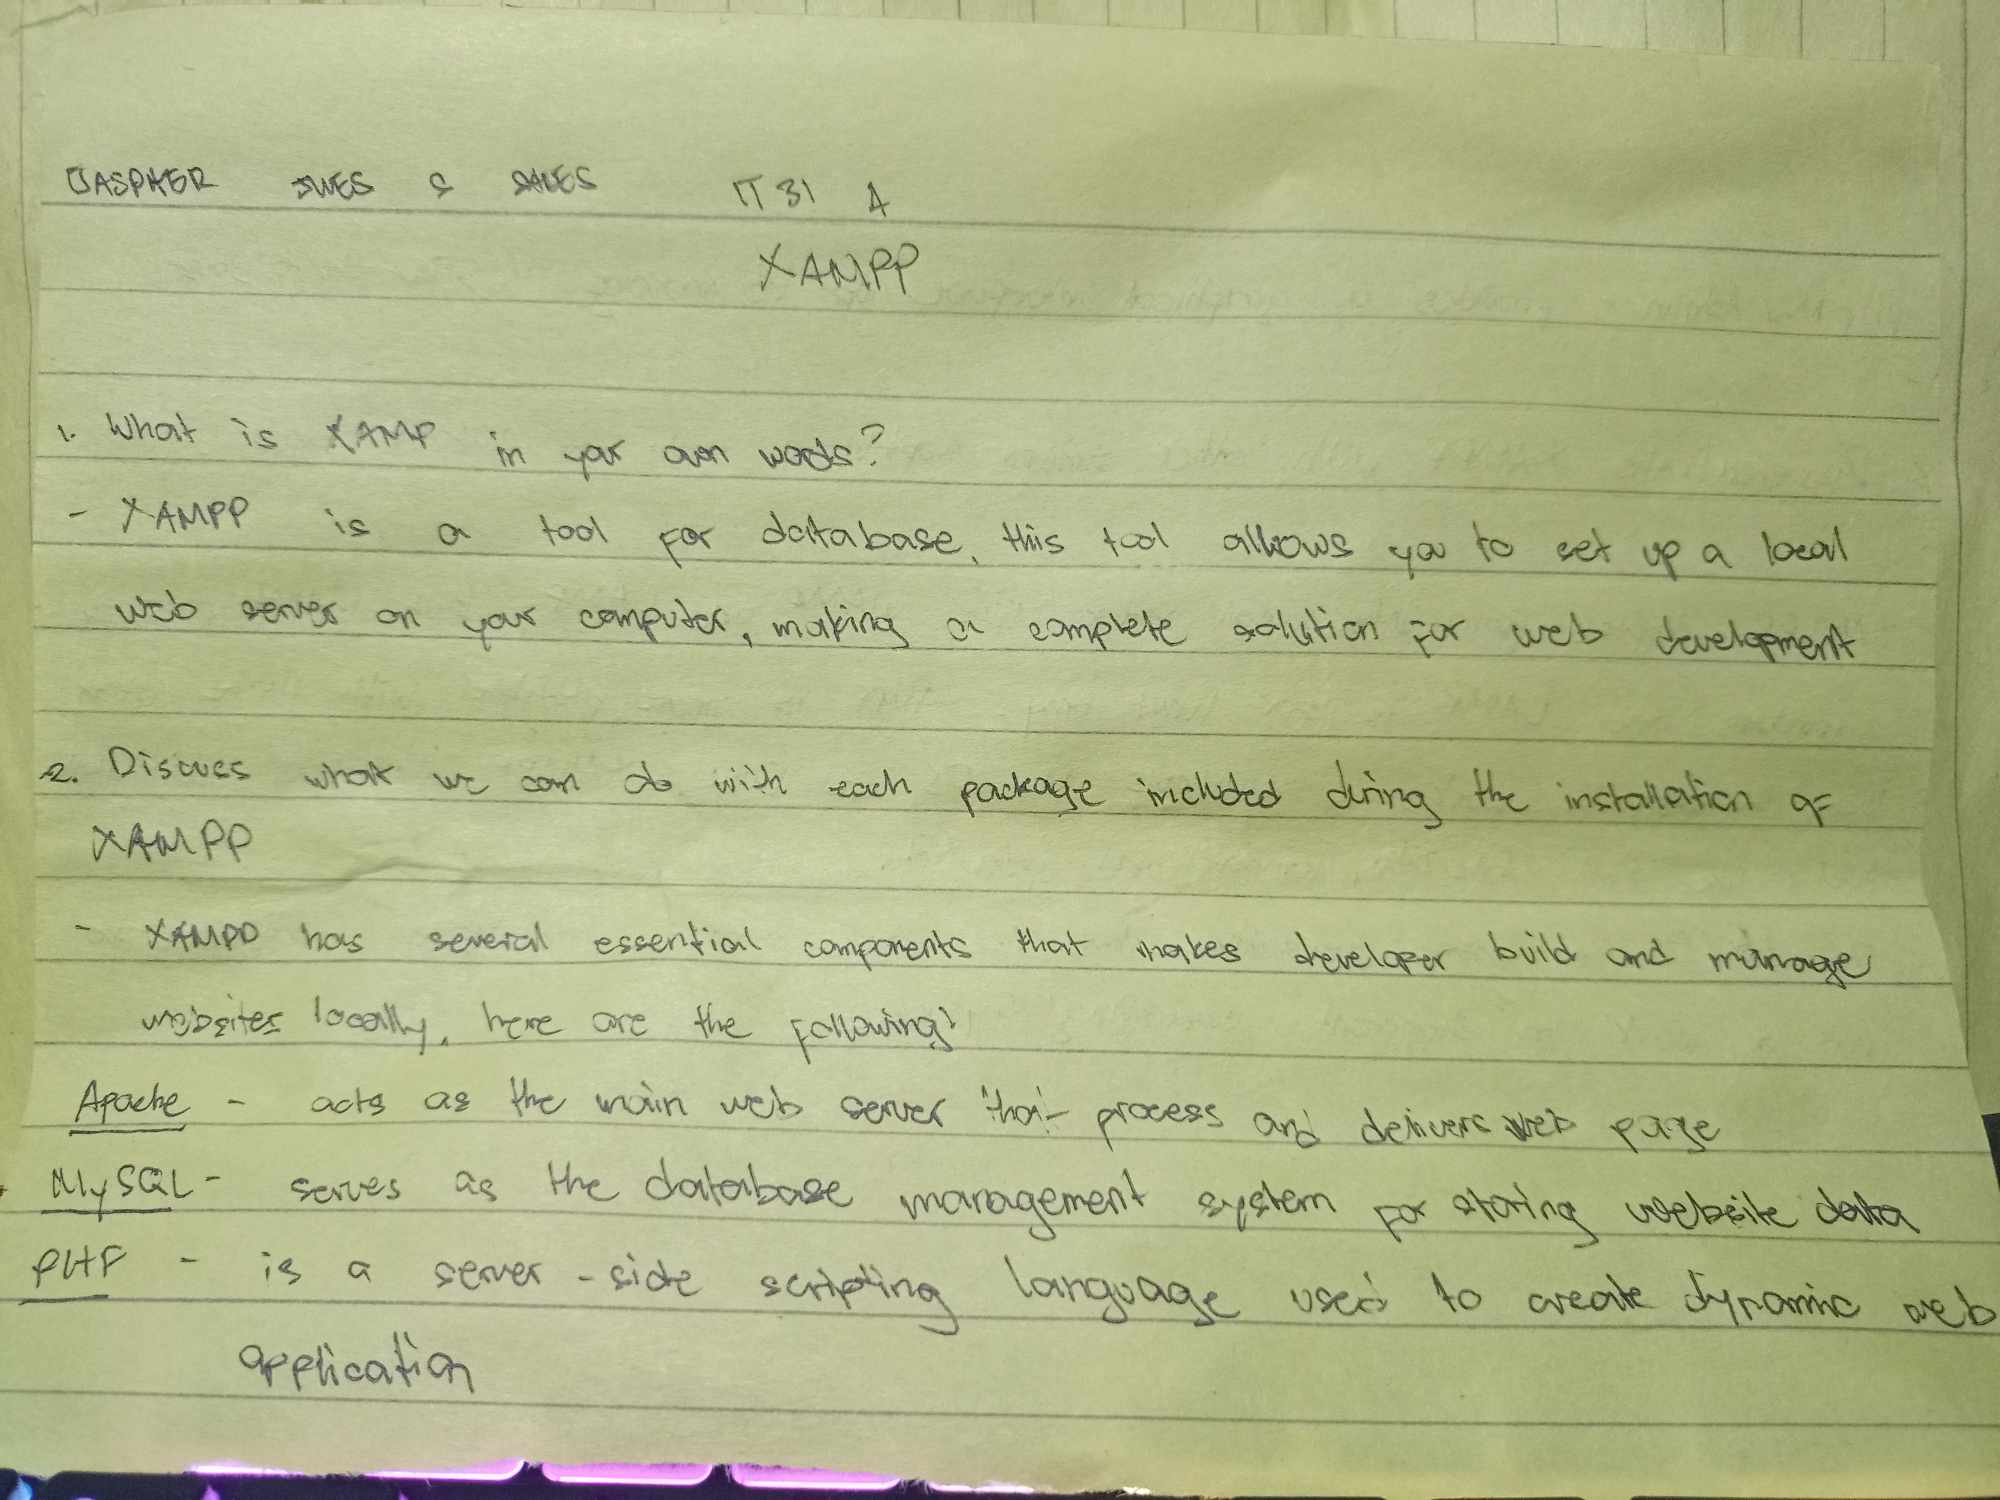 JASPHER S IT 31 A
XAMPP
1. What is XAMP in your own words?
- XAMPP is a tool for database, this tool allows you to set up a local
web server on your computer, making a complete solution for web development
2. Discuss what we can do with each package included during the installation of
XAMPP
- XAMPP has several essential components that makes developer build and manage
websites locally, here are the following:
Apache - acts as the main web server that process and delivers web page
MySQL - serves as the database management system for storing website data
PHP - is a server-side scripting language used to create dynamic web
application